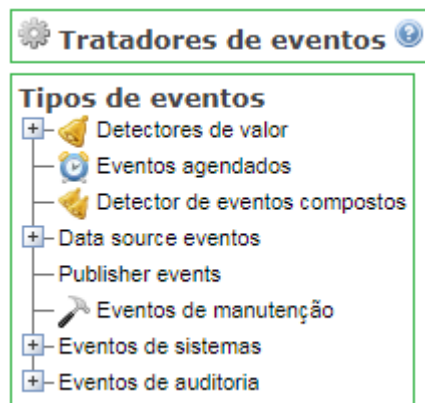 Tratadores de eventos
Tipos de eventos
Detectores de valor
Eventos agendados
Detector de eventos compostos
Data source eventos
Publisher events
Eventos de manutenção
Eventos de sistemas
Eventos de auditoria